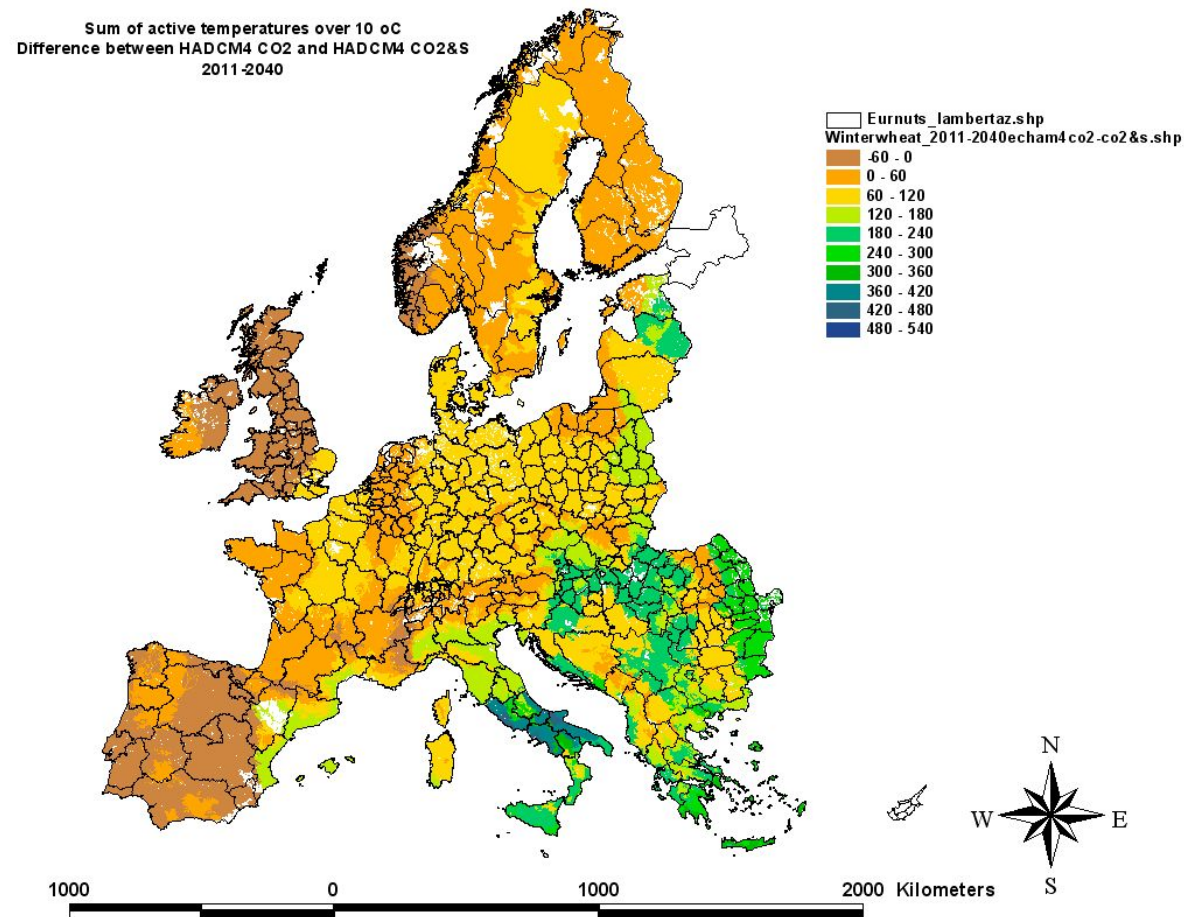 Sum of active temperatures over 10 oC
Difference between HADCM4 CO2 and HADCM4 CO2&S
2011-2040
Eurnuts_lambertaz.shp
Winterwheat_2011-2040echam4co2-co2&s.shp
-60 - 0
0 - 60
60 - 120
120 - 180
180 - 240
240 - 300
300 - 360
360 - 420
420 - 480
480 - 540
N
W E
S
1000 0 1000 2000 Kilometers